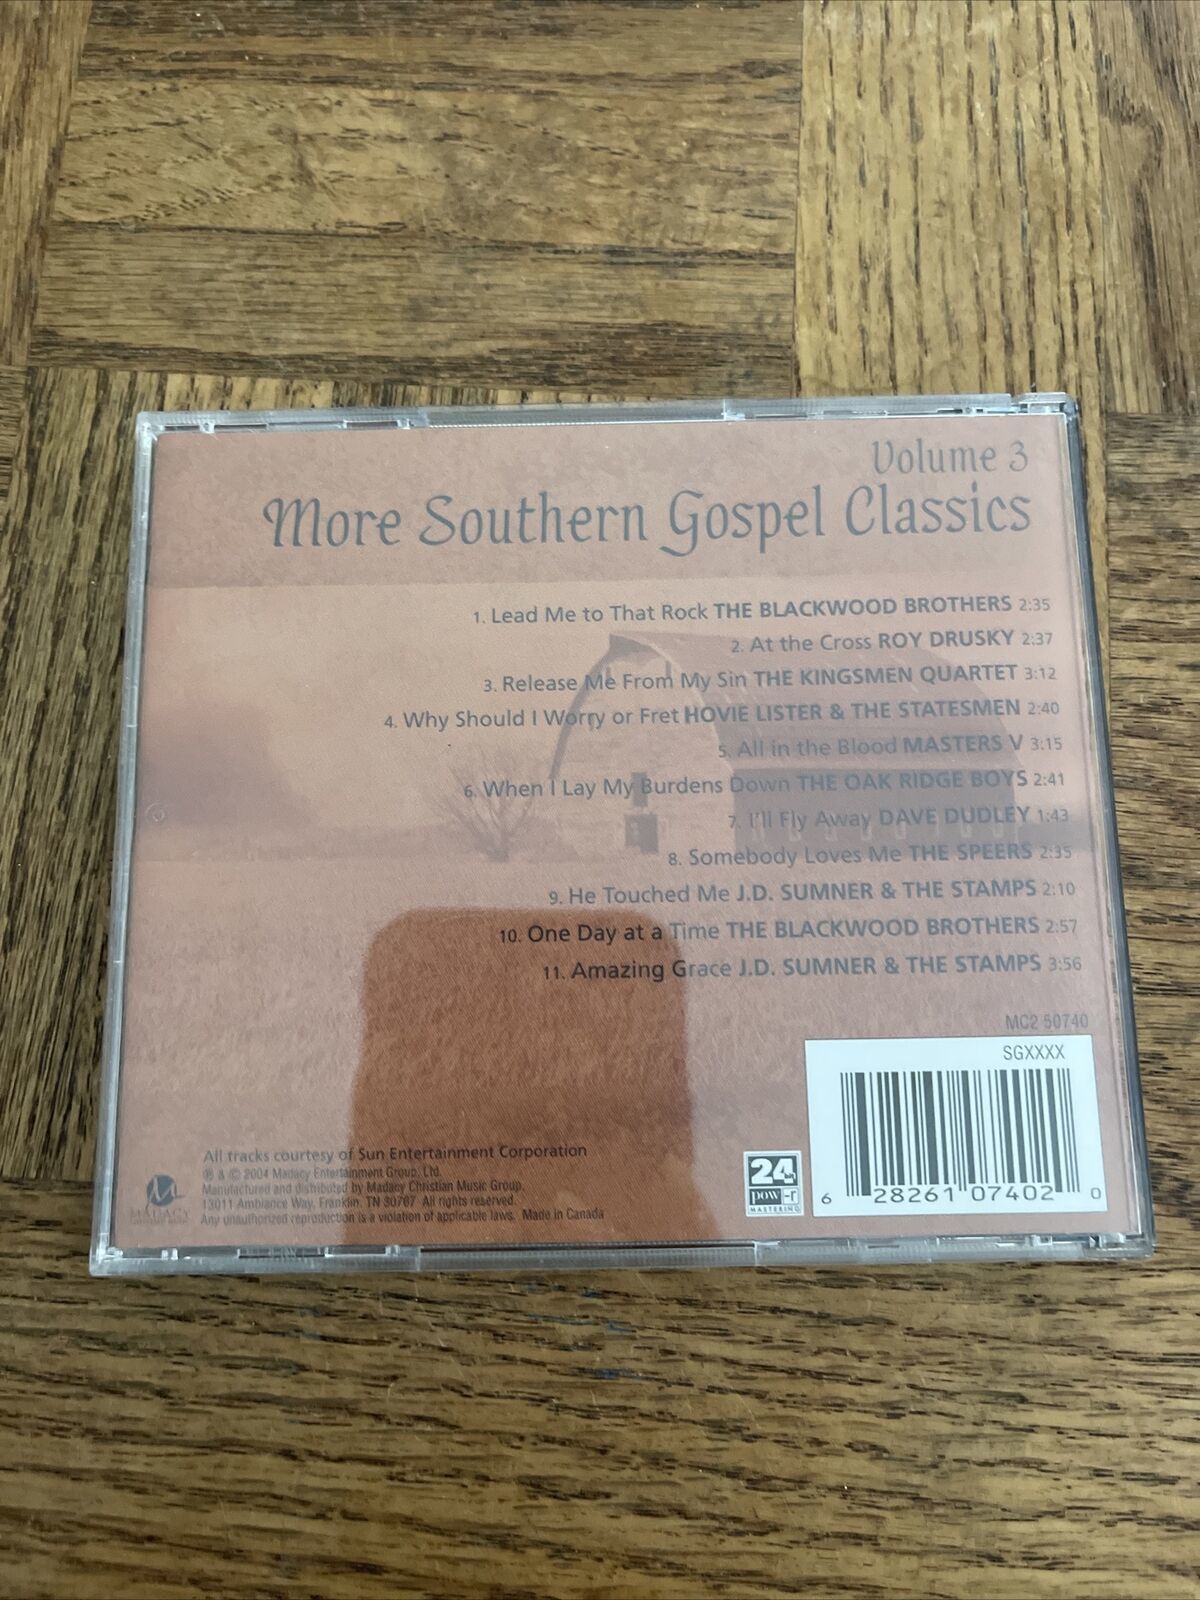 Volume 3
More Southern Gospel Classics
1. Lead Me to That Rock THE BLACKWOOD BROTHERS 2:35
2. At the Cross ROY DRUSKY 2:37
3. Release Me From My Sin THE KINGSMEN QUARTET 3:12
4. Why Should I Worry or Fret HOVIE LISTER & THE STATESMEN 2:40
5. All in the Blood MASTERS V 3:15
6. When I Lay My Burdens Down THE OAK RIDGE BOYS 2:41
7. I'll Fly Away DAVE DUDLEY 1:43
8. Somebody Loves Me THE SPEERS 2:35
9. He Touched Me J.D. SUMNER & THE STAMPS 2:10
10. One Day at a Time THE BLACKWOOD BROTHERS 2:57
11. Amazing Grace J.D. SUMNER & THE STAMPS 3:56
MC2 50740
SGXXXX
6 28261 07402 0
All tracks courtesy of Sun Entertainment Corporation
℗ & © 2004 Madacy Entertainment Group, Ltd.
Manufactured and distributed by Madacy Christian Music Group,
13011 Ambiance Way, Franklin, TN 30767 All rights reserved.
Any unauthorized reproduction is a violation of applicable laws. Made in Canada
MADACY
24 bit
pow-r
MASTERING